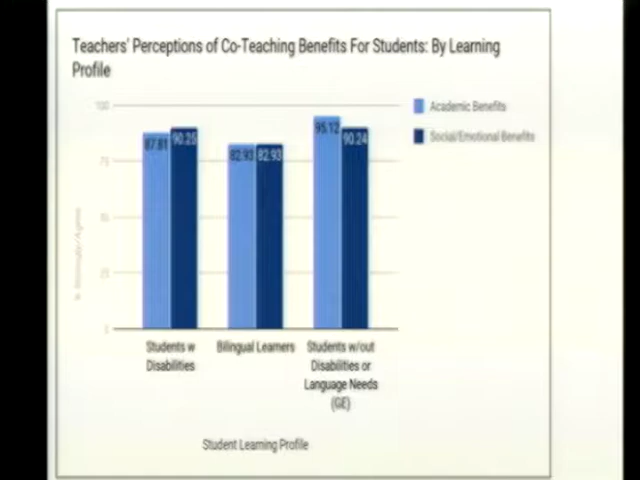 Teachers' Perceptions of Co-Teaching Benefits For Students: By Learning
Profile
Academic Benefits
Social/Emotional Benefits
100
75
50
25
0
87.81
90.25
82.93
82.93
95.12
90.24
Students w
Disabilities
Bilingual Learners
Students w/out
Disabilities or
Language Needs
(GE)
Student Learning Profile